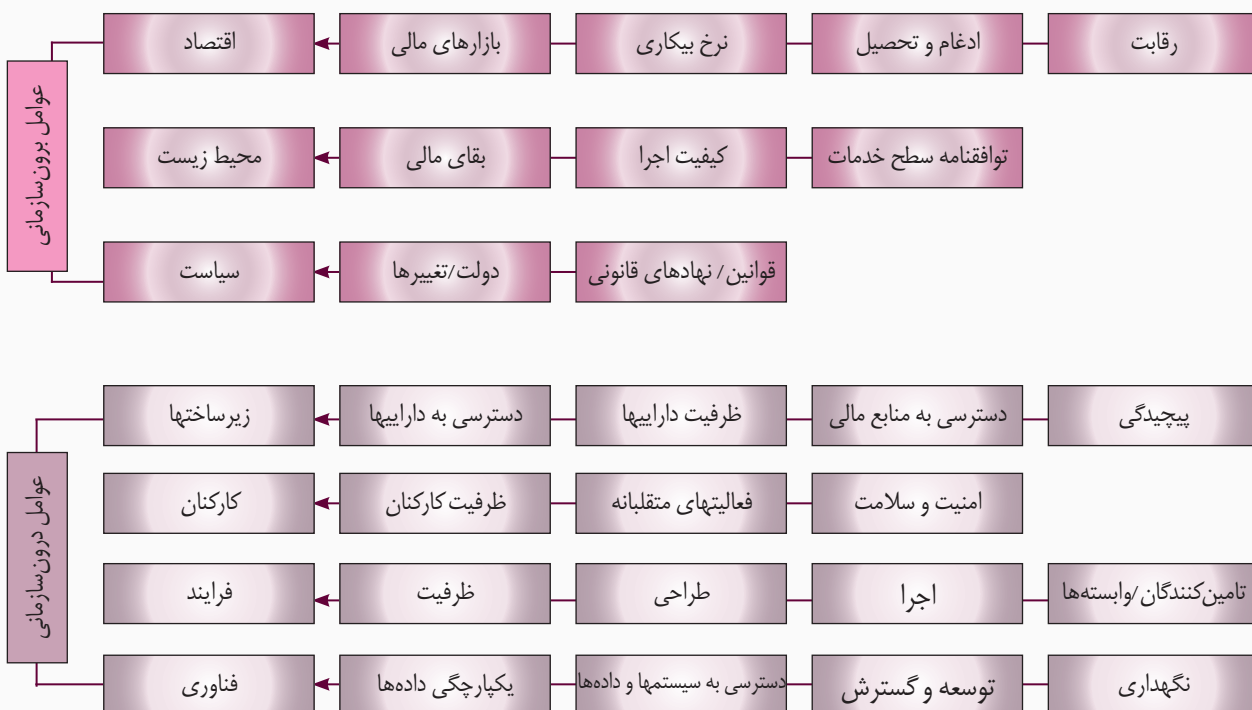 عوامل برون‌سازمانی
رقابت
ادغام و تحصیل
نرخ بیکاری
بازارهای مالی
اقتصاد
توافقنامه سطح خدمات
کیفیت اجرا
بقای مالی
محیط زیست
قوانین/ نهادهای قانونی
دولت/تغییرها
سیاست
عوامل درون‌سازمانی
پیچیدگی
دسترسی به منابع مالی
ظرفیت داراییها
دسترسی به داراییها
زیرساختها
امنیت و سلامت
فعالیتهای متقلبانه
ظرفیت کارکنان
کارکنان
تامین‌کنندگان/وابسته‌ها
اجرا
طراحی
ظرفیت
فرایند
نگهداری
توسعه و گسترش
دسترسی به سیستمها و داده‌ها
یکپارچگی داده‌ها
فناوری